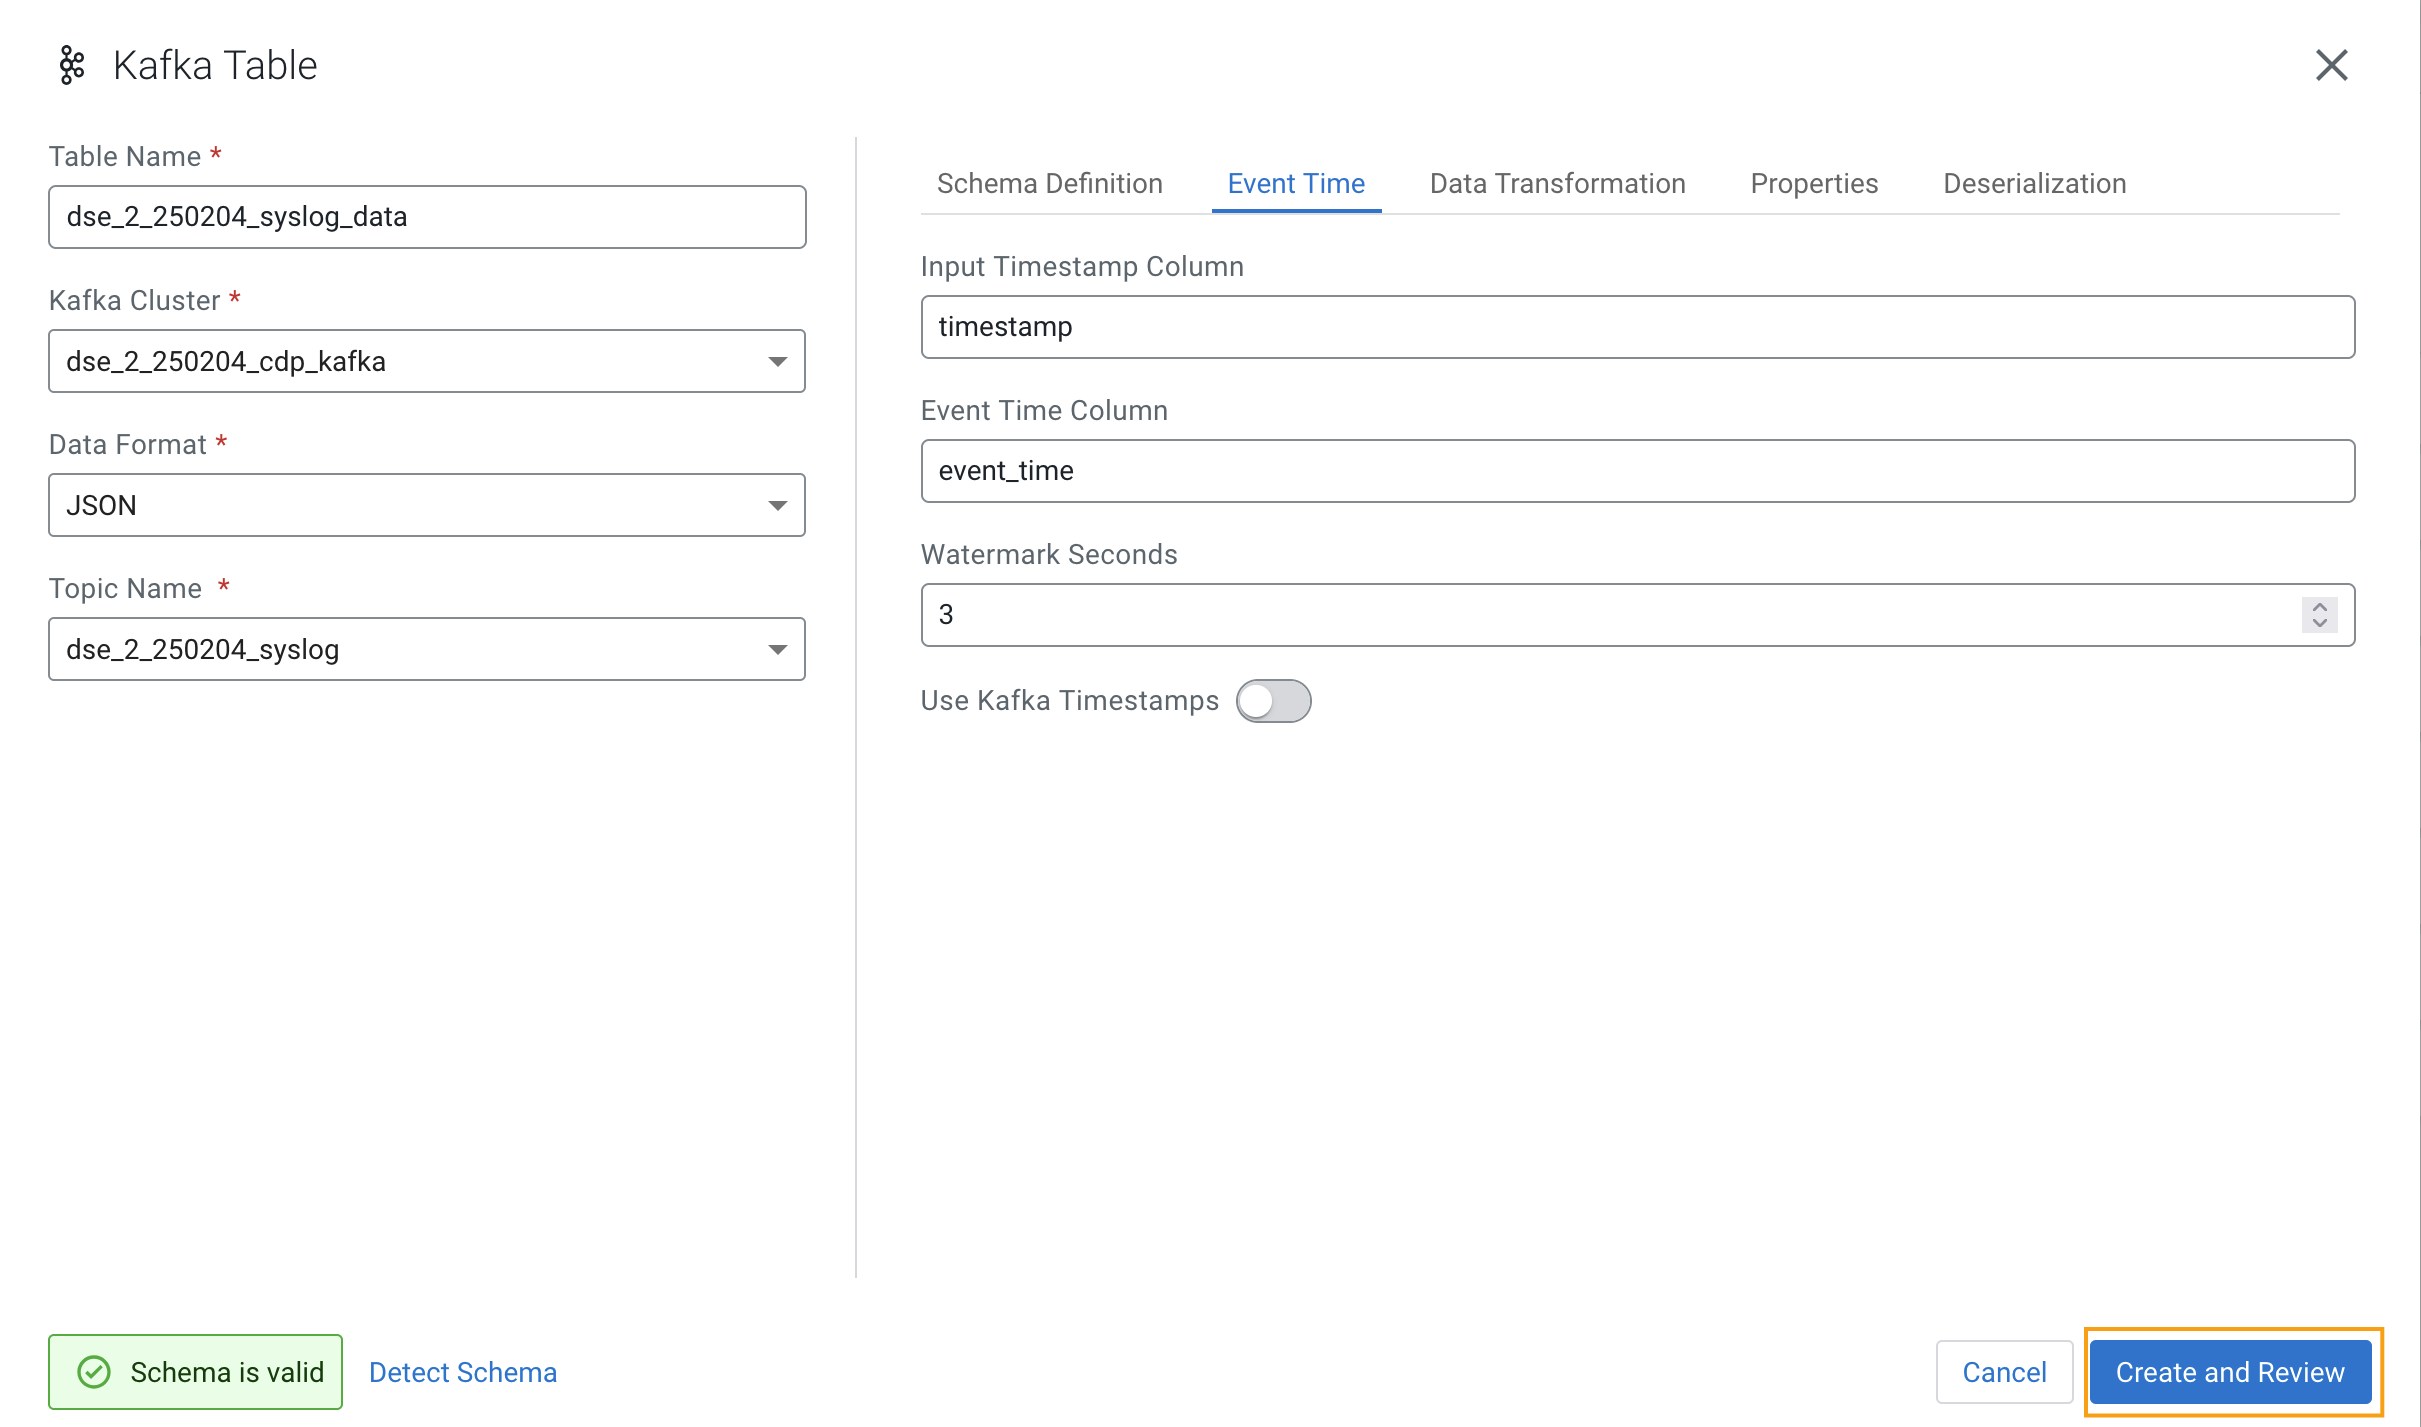 Kafka Table
Table Name *
dse_2_250204_syslog_data
Kafka Cluster *
dse_2_250204_cdp_kafka
Data Format *
JSON
Topic Name *
dse_2_250204_syslog
Schema Definition Event Time Data Transformation Properties Deserialization
Input Timestamp Column
timestamp
Event Time Column
event_time
Watermark Seconds
3
Use Kafka Timestamps
Schema is valid Detect Schema
Cancel Create and Review